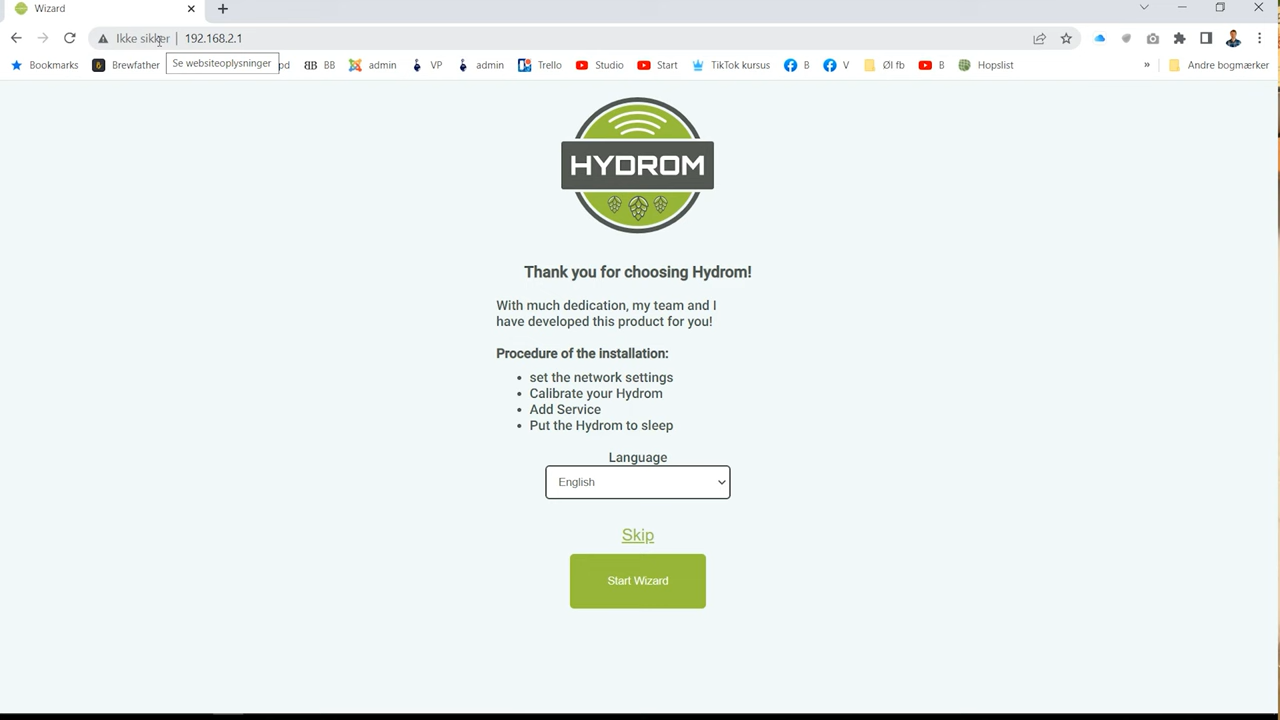 Wizard
Ikke sikker | 192.168.2.1
Se websiteoplysninger
Bookmarks Brewfather pd BB admin VP admin Trello Studio Start TikTok kursus B V Øl fb B Hopslist » Andre bogmærker
HYDROM
Thank you for choosing Hydrom!
With much dedication, my team and I
have developed this product for you!
Procedure of the installation:
• set the network settings
• Calibrate your Hydrom
• Add Service
• Put the Hydrom to sleep
Language
English
Skip
Start Wizard